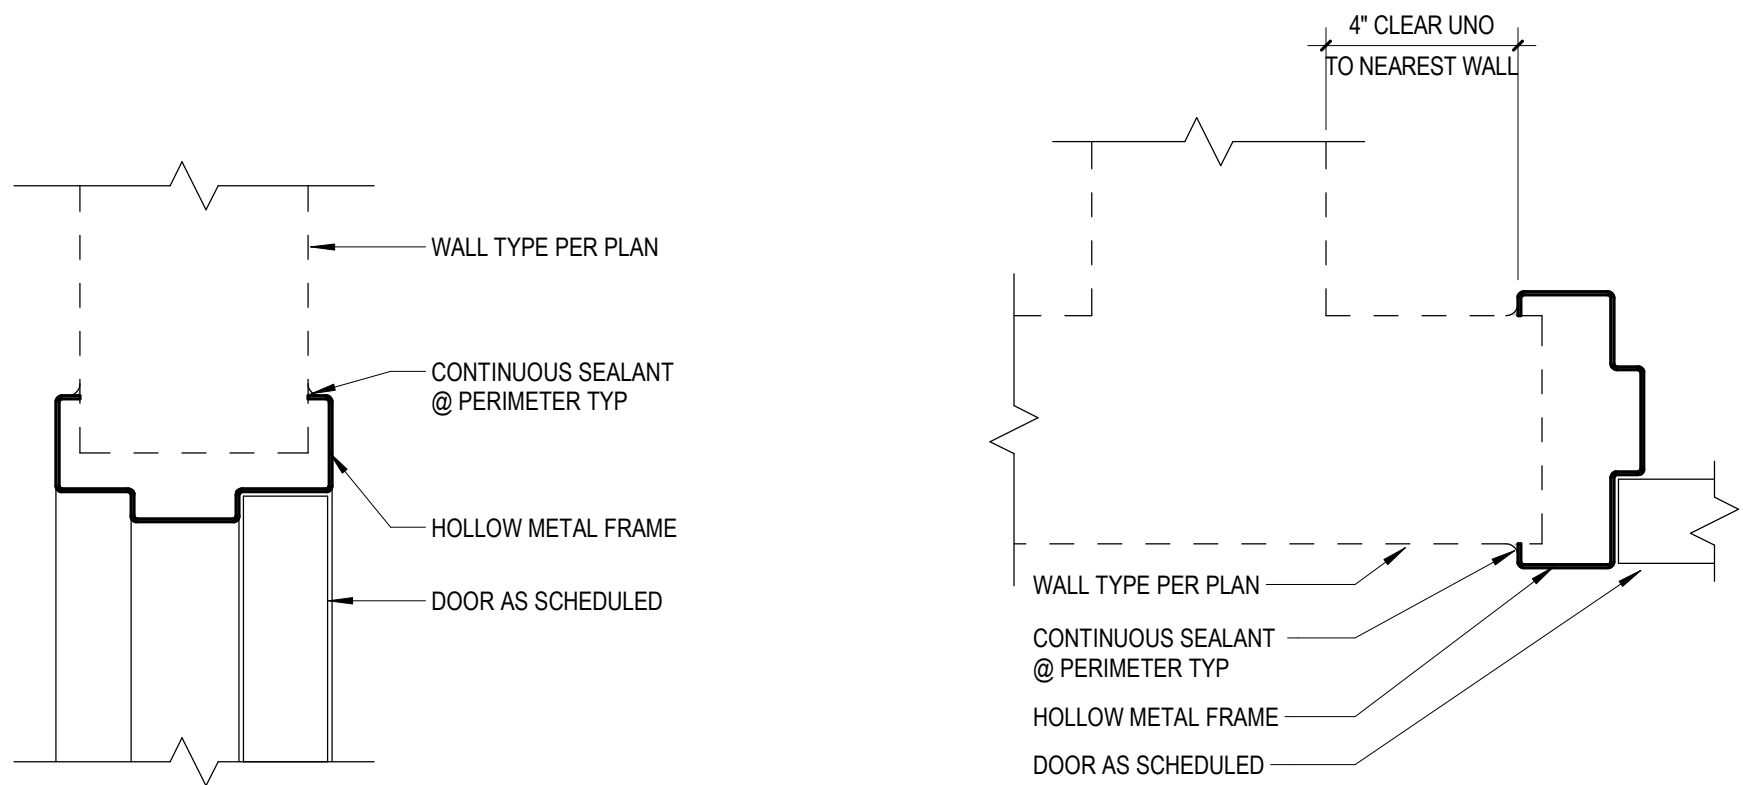 WALL TYPE PER PLAN
CONTINUOUS SEALANT
@ PERIMETER TYP
HOLLOW METAL FRAME
DOOR AS SCHEDULED
4" CLEAR UNO
TO NEAREST WALL
WALL TYPE PER PLAN
CONTINUOUS SEALANT
@ PERIMETER TYP
HOLLOW METAL FRAME
DOOR AS SCHEDULED